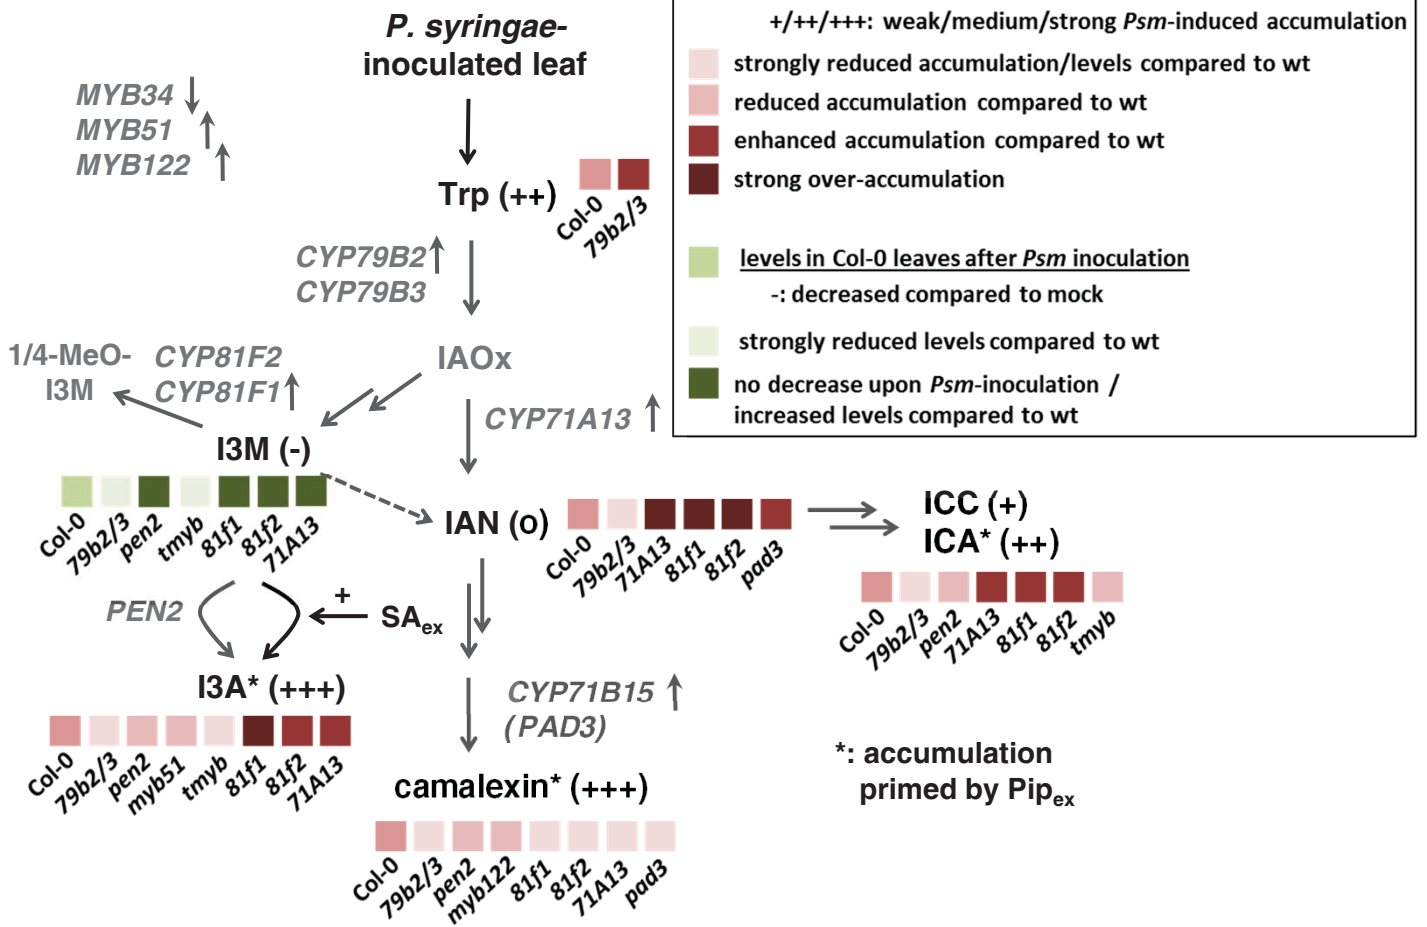 P. syringae-
inoculated leaf
MYB34
MYB51
MYB122
Trp (++)
Col-0
79b2/3
CYP79B2
CYP79B3
+/++/+++: weak/medium/strong Psm-induced accumulation
strongly reduced accumulation/levels compared to wt
reduced accumulation compared to wt
enhanced accumulation compared to wt
strong over-accumulation
levels in Col-0 leaves after Psm inoculation
-: decreased compared to mock
strongly reduced levels compared to wt
no decrease upon Psm-inoculation /
increased levels compared to wt
1/4-MeO-
I3M
CYP81F2
CYP81F1
IAOx
CYP71A13
I3M (-)
Col-0
79b2/3
pen2
tmyb
81f1
81f2
71A13
IAN (o)
Col-0
79b2/3
71A13
81f1
81f2
pad3
ICC (+)
ICA* (++)
Col-0
79b2/3
pen2
71A13
81f1
81f2
tmyb
PEN2
+
SAex
I3A* (+++)
Col-0
79b2/3
pen2
myb51
tmyb
81f1
81f2
71A13
CYP71B15
(PAD3)
camalexin* (+++)
Col-0
79b2/3
pen2
myb122
81f1
81f2
71A13
pad3
*: accumulation
primed by Pipex